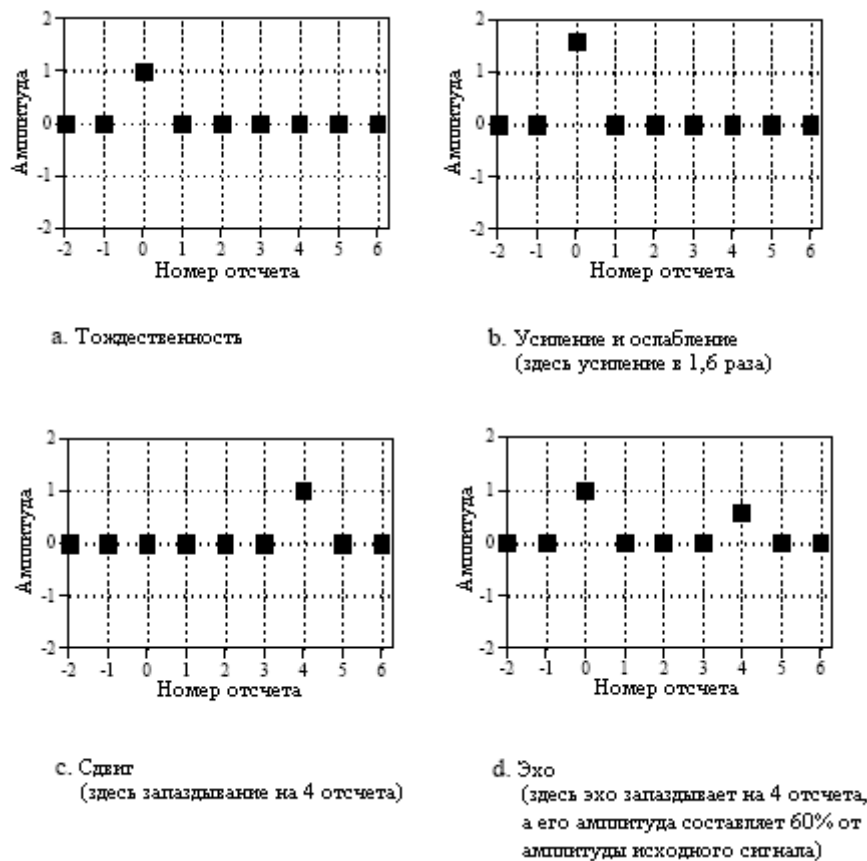 2
1
0
-1
-2
Амплитуда
-2 -1 0 1 2 3 4 5 6
Номер отсчета
a. Тождественность
2
1
0
-1
-2
Амплитуда
-2 -1 0 1 2 3 4 5 6
Номер отсчета
b. Усиление и ослабление
(здесь усиление в 1,6 раза)
2
1
0
-1
-2
Амплитуда
-2 -1 0 1 2 3 4 5 6
Номер отсчета
c. Сдвиг
(здесь запаздывание на 4 отсчета)
2
1
0
-1
-2
Амплитуда
-2 -1 0 1 2 3 4 5 6
Номер отсчета
d. Эхо
(здесь эхо запаздывает на 4 отсчета,
а его амплитуда составляет 60% от
амплитуды исходного сигнала)